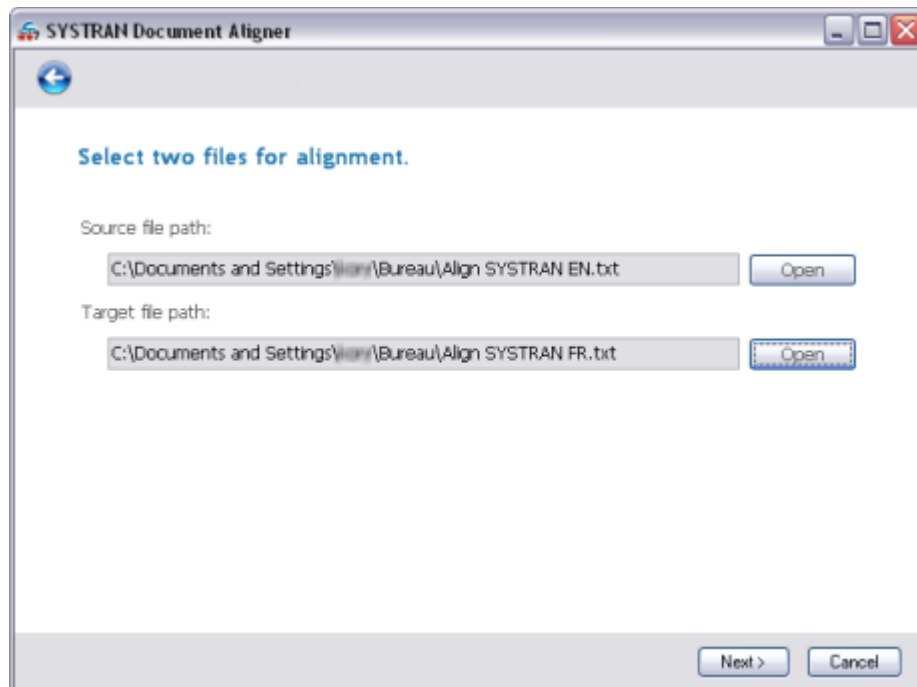 SYSTRAN Document Aligner
Select two files for alignment.
Source file path:
C:\Documents and Settings\ \Bureau\Align SYSTRAN EN.txt
Open
Target file path:
C:\Documents and Settings\ \Bureau\Align SYSTRAN FR.txt
Open
Next >
Cancel